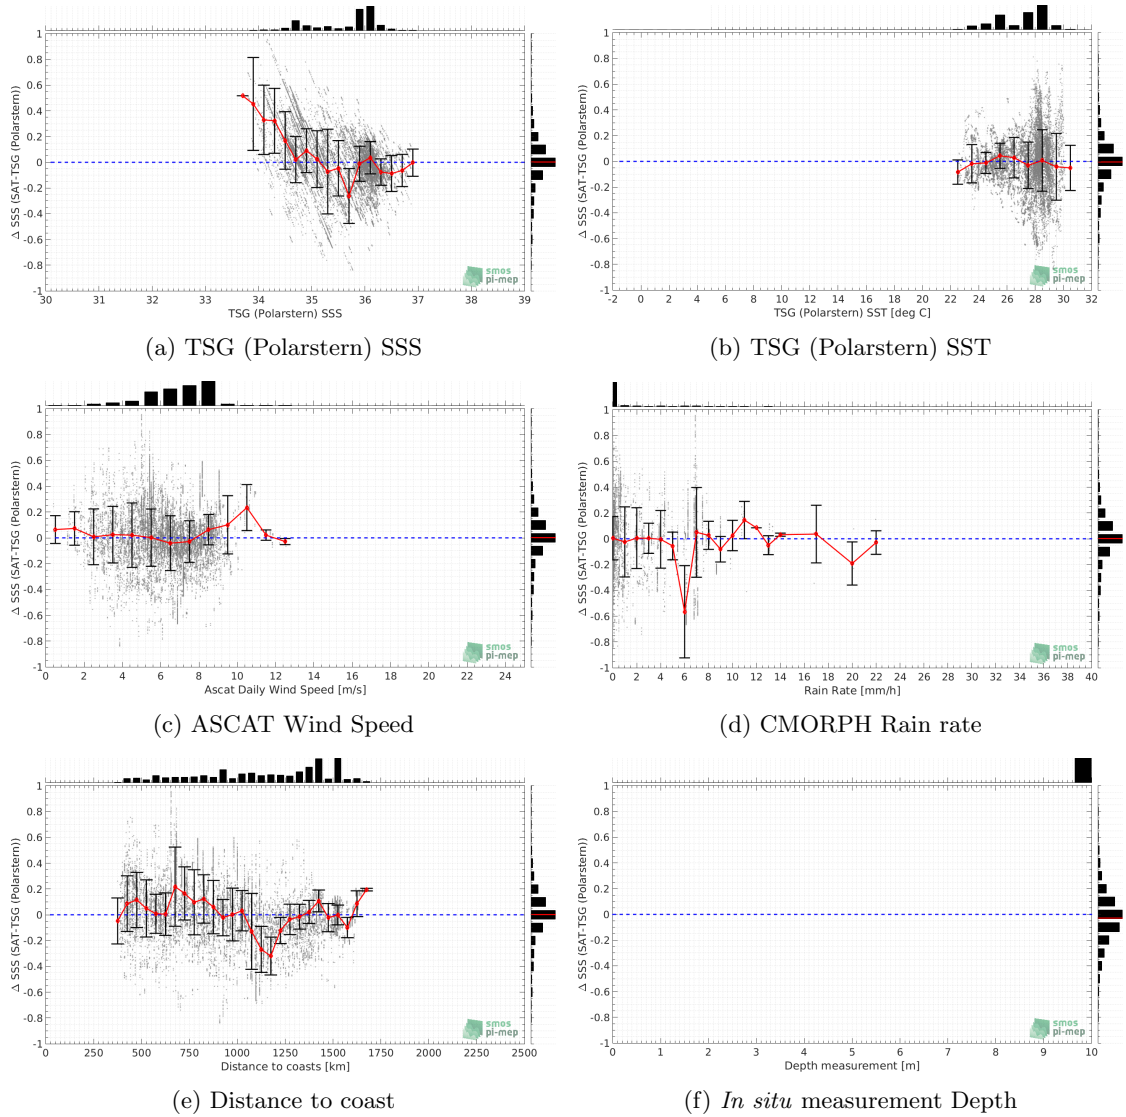 1
0.8
0.6
0.4
0.2
0
-0.2
-0.4
-0.6
-0.8
-1
Δ SSS (SAT-TSG (Polarstern))
30 31 32 33 34 35 36 37 38 39
TSG (Polarstern) SSS
smos
pi-mep
(a) TSG (Polarstern) SSS
1
0.8
0.6
0.4
0.2
0
-0.2
-0.4
-0.6
-0.8
-1
Δ SSS (SAT-TSG (Polarstern))
-2 0 2 4 6 8 10 12 14 16 18 20 22 24 26 28 30 32
TSG (Polarstern) SST [deg C]
smos
pi-mep
(b) TSG (Polarstern) SST
1
0.8
0.6
0.4
0.2
0
-0.2
-0.4
-0.6
-0.8
-1
Δ SSS (SAT-TSG (Polarstern))
0 2 4 6 8 10 12 14 16 18 20 22 24
Ascat Daily Wind Speed [m/s]
smos
pi-mep
(c) ASCAT Wind Speed
1
0.8
0.6
0.4
0.2
0
-0.2
-0.4
-0.6
-0.8
-1
Δ SSS (SAT-TSG (Polarstern))
0 2 4 6 8 10 12 14 16 18 20 22 24 26 28 30 32 34 36 38 40
Rain Rate [mm/h]
smos
pi-mep
(d) CMORPH Rain rate
1
0.8
0.6
0.4
0.2
0
-0.2
-0.4
-0.6
-0.8
-1
Δ SSS (SAT-TSG (Polarstern))
0 250 500 750 1000 1250 1500 1750 2000 2250 2500
Distance to coasts [km]
smos
pi-mep
(e) Distance to coast
1
0.8
0.6
0.4
0.2
0
-0.2
-0.4
-0.6
-0.8
-1
Δ SSS (SAT-TSG (Polarstern))
0 1 2 3 4 5 6 7 8 9 10
Depth measurement [m]
smos
pi-mep
(f) In situ measurement Depth